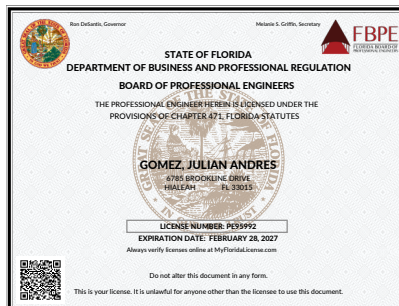 Ron DeSantis, Governor
Melanie S. Griffin, Secretary
FBPE
FLORIDA BOARD OF
PROFESSIONAL ENGINEERS
STATE OF FLORIDA
DEPARTMENT OF BUSINESS AND PROFESSIONAL REGULATION
BOARD OF PROFESSIONAL ENGINEERS
THE PROFESSIONAL ENGINEER HEREIN IS LICENSED UNDER THE
PROVISIONS OF CHAPTER 471, FLORIDA STATUTES
GOMEZ, JULIAN ANDRES
6785 BROOKLINE DRIVE
HIALEAH FL 33015
LICENSE NUMBER: PE95992
EXPIRATION DATE: FEBRUARY 28, 2027
Always verify licenses online at MyFloridaLicense.com
Do not alter this document in any form.
This is your license. It is unlawful for anyone other than the licensee to use this document.